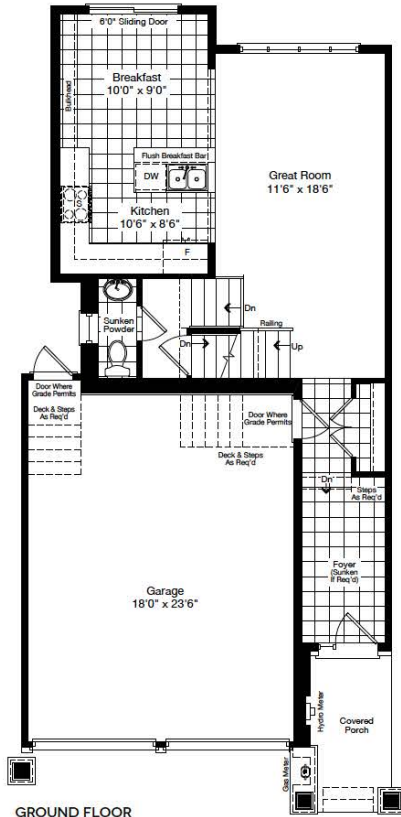 6'0" Sliding Door
Breakfast
10'0" x 9'0"
Bulkhead
Flush Breakfast Bar
DW
S
Kitchen
10'6" x 8'6"
F
Great Room
11'6" x 18'6"
Sunken
Powder
Dn
Railing
Dn
Up
Door Where
Grade Permits
Deck & Steps
As Req'd
Door Where
Grade Permits
Deck & Steps
As Req'd
Dn
Steps
As Req'd
Foyer
(Sunken
If Req'd)
Garage
18'0" x 23'6"
Hydro Meter
Covered
Porch
Gas Meter
GROUND FLOOR